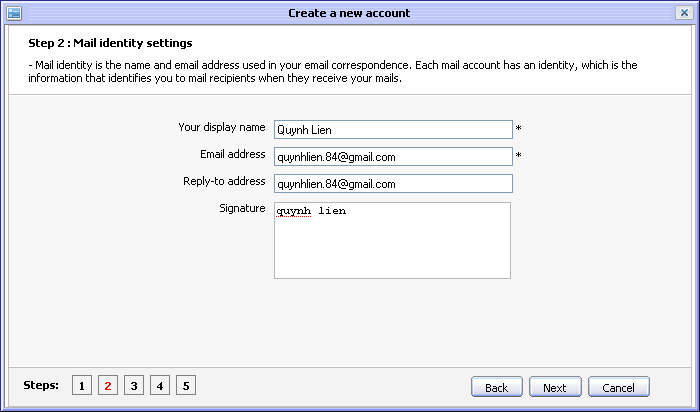 Create a new account
Step 2 : Mail identity settings
- Mail identity is the name and email address used in your email correspondence. Each mail account has an identity, which is the
information that identifies you to mail recipients when they receive your mails.
Your display name Quynh Lien *
Email address quynhlien.84@gmail.com *
Reply-to address quynhlien.84@gmail.com
Signature quynh lien
Steps: 1 2 3 4 5 Back Next Cancel